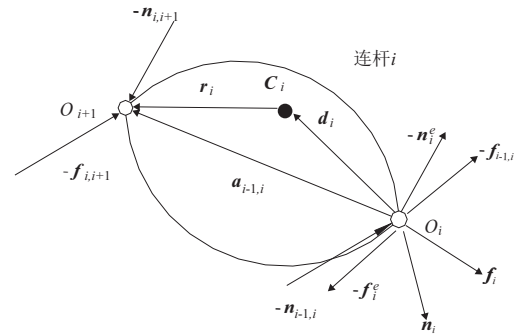 -n_{i,i+1}
连杆i
C_i
r_i
O_{i+1}
d_i
-n_i^e
-f_{i-1,i}
-f_{i,i+1}
a_{i-1,i}
O_i
f_i
-f_i^e
-n_{i-1,i}
n_i